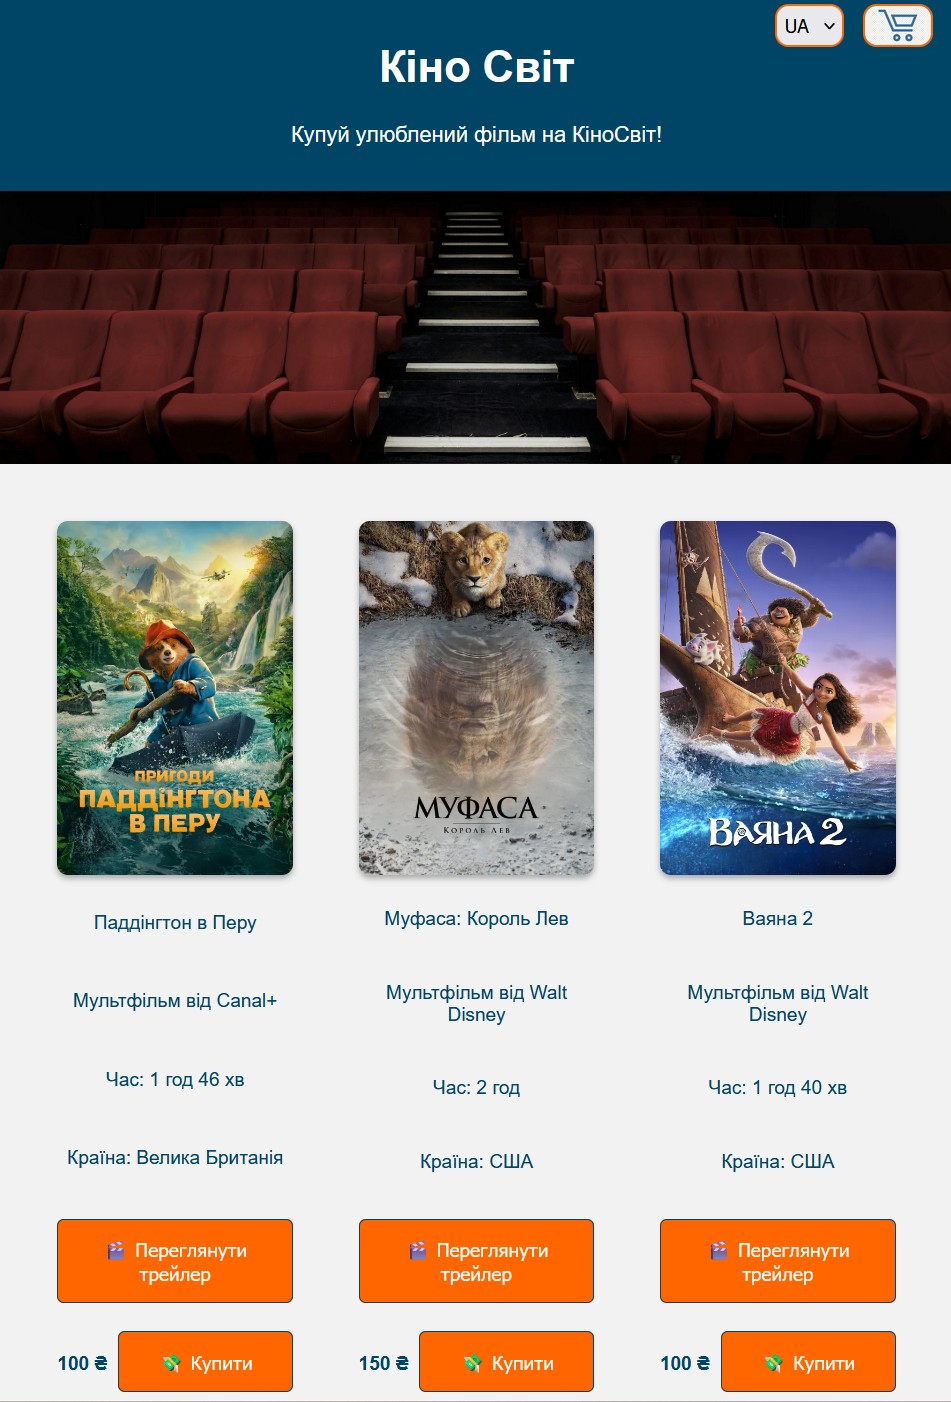 UA
Кіно Світ
Купуй улюблений фільм на КіноСвіт!
ПРИГОДИ
ПАДДІНГТОНА
В ПЕРУ
МУФАСА
КОРОЛЬ ЛЕВ
ВАЯНА 2
Паддінгтон в Перу
Мультфільм від Canal+
Час: 1 год 46 хв
Країна: Велика Британія
Переглянути
трейлер
100 ₴
Купити
Муфаса: Король Лев
Мультфільм від Walt
Disney
Час: 2 год
Країна: США
Переглянути
трейлер
150 ₴
Купити
Ваяна 2
Мультфільм від Walt
Disney
Час: 1 год 40 хв
Країна: США
Переглянути
трейлер
100 ₴
Купити